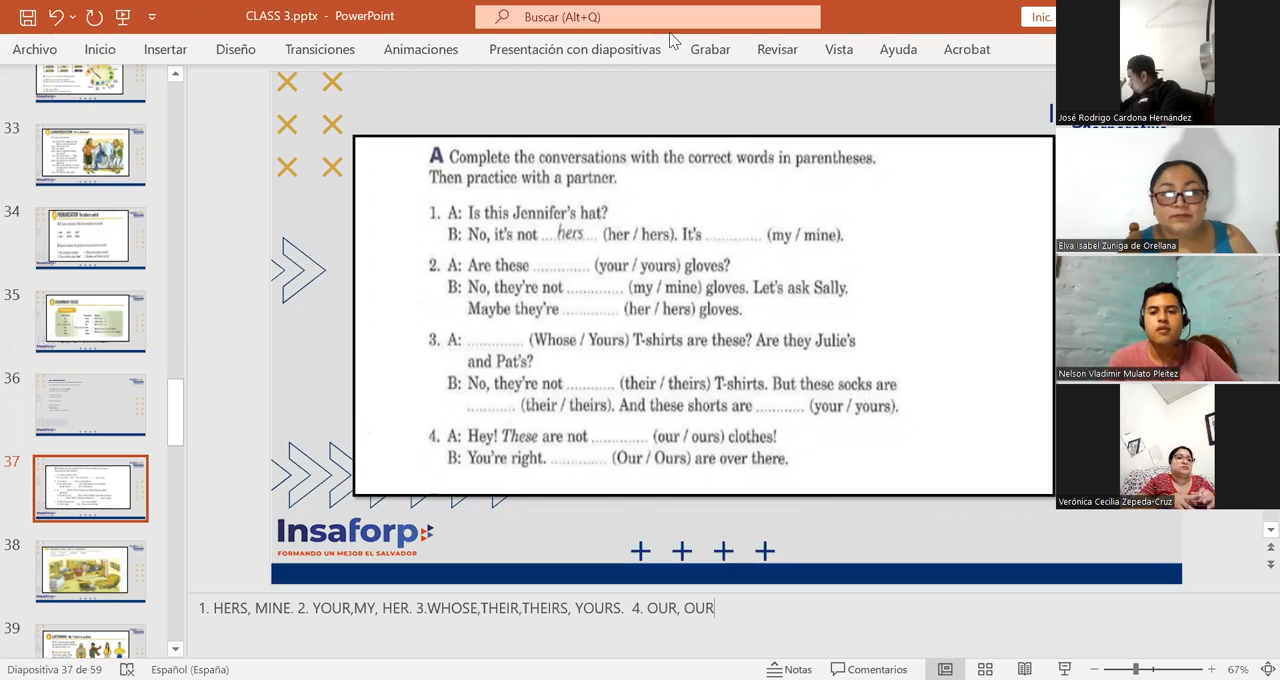 CLASS 3.pptx - PowerPoint
Buscar (Alt+Q)
Inic.
Archivo Inicio Insertar Diseño Transiciones Animaciones Presentación con diapositivas Grabar Revisar Vista Ayuda Acrobat
33
34
35
36
37
38
39
A Complete the conversations with the correct words in parentheses.
Then practice with a partner.
1. A: Is this Jennifer's hat?
B: No, it's not ....hers.... (her / hers). It's ............. (my / mine).
2. A: Are these ............. (your / yours) gloves?
B: No, they're not ............. (my / mine) gloves. Let's ask Sally.
Maybe they're ............. (her / hers) gloves.
3. A: ............. (Whose / Yours) T-shirts are these? Are they Julie's
and Pat's?
B: No, they're not ............ (their / theirs) T-shirts. But these socks are
............ (their / theirs). And these shorts are ............ (your / yours).
4. A: Hey! These are not ............. (our / ours) clothes!
B: You're right. ............. (Our / Ours) are over there.
Insaforp
FORMANDO UN MEJOR EL SALVADOR
José Rodrigo Cardona Hernández
Elva Isabel Zuniga de Orellana
Nelson Vladimir Mulato Pleitez
Verónica Cecilia Zepeda-Cruz
1. HERS, MINE. 2. YOUR,MY, HER. 3.WHOSE,THEIR,THEIRS, YOURS. 4. OUR, OUR
Diapositiva 37 de 59 Español (España) Notas Comentarios 67%